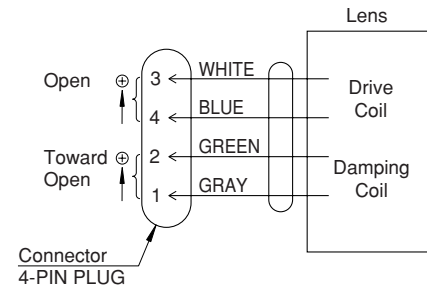 Lens
Open 3 WHITE
Drive
Coil
4 BLUE
Toward
Open
2 GREEN
Damping
Coil
1 GRAY
Connector
4-PIN PLUG